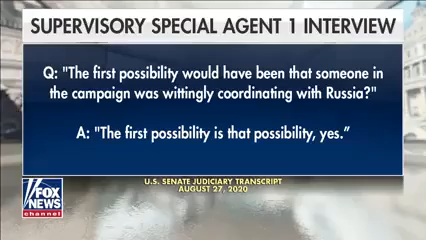 SUPERVISORY SPECIAL AGENT 1 INTERVIEW
Q: "The first possibility would have been that someone in
the campaign was wittingly coordinating with Russia?"
A: "The first possibility is that possibility, yes.”
U.S. SENATE JUDICIARY TRANSCRIPT
AUGUST 27, 2020
FOX
NEWS
channel